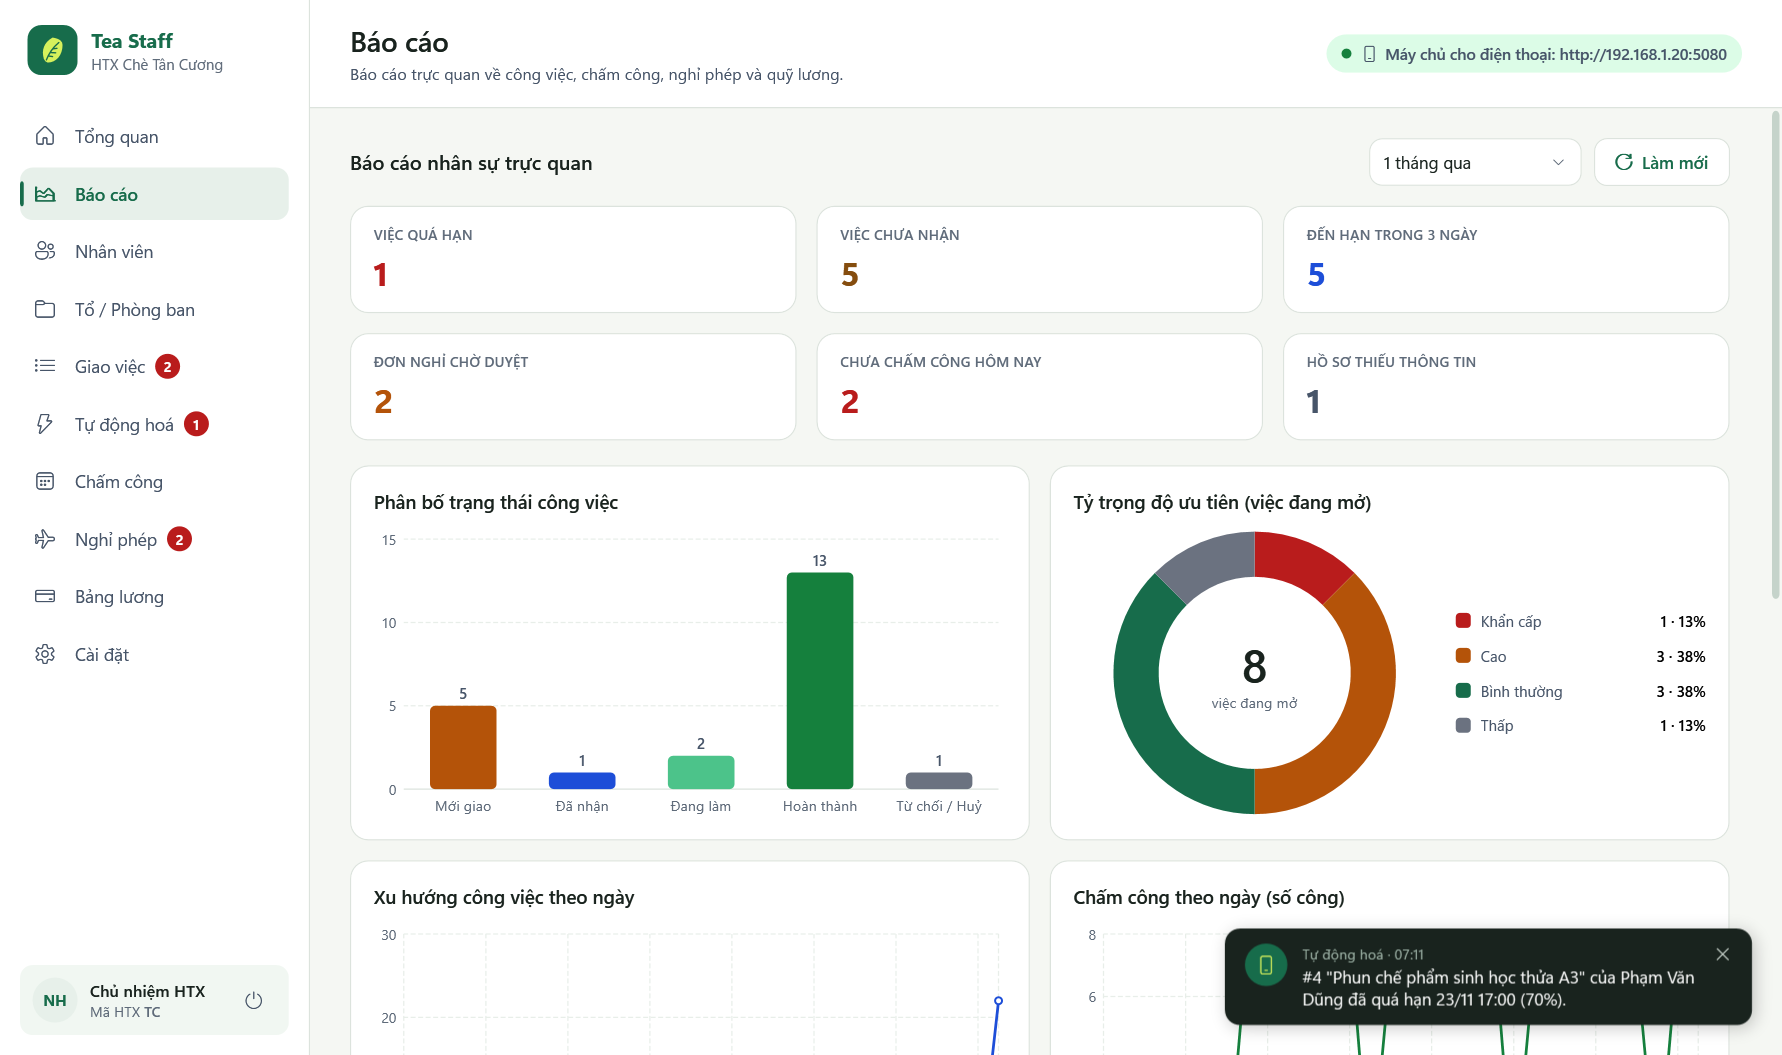 Tea Staff
HTX Chè Tân Cương
Tổng quan
Báo cáo
Nhân viên
Tổ / Phòng ban
Giao việc 2
Tự động hoá 1
Chấm công
Nghỉ phép 2
Bảng lương
Cài đặt
NH
Chủ nhiệm HTX
Mã HTX TC
Báo cáo
Báo cáo trực quan về công việc, chấm công, nghỉ phép và quỹ lương.
Máy chủ cho điện thoại: http://192.168.1.20:5080
Báo cáo nhân sự trực quan
1 tháng qua
Làm mới
VIỆC QUÁ HẠN
1
VIỆC CHƯA NHẬN
5
ĐẾN HẠN TRONG 3 NGÀY
5
ĐƠN NGHỈ CHỜ DUYỆT
2
CHƯA CHẤM CÔNG HÔM NAY
2
HỒ SƠ THIẾU THÔNG TIN
1
Phân bố trạng thái công việc
15
10
5
0
5
1
2
13
1
Mới giao
Đã nhận
Đang làm
Hoàn thành
Từ chối / Huỷ
Tỷ trọng độ ưu tiên (việc đang mở)
8
việc đang mở
Khẩn cấp 1 · 13%
Cao 3 · 38%
Bình thường 3 · 38%
Thấp 1 · 13%
Xu hướng công việc theo ngày
30
20
Chấm công theo ngày (số công)
8
6
Tự động hoá · 07:11
#4 "Phun chế phẩm sinh học thửa A3" của Phạm Văn
Dũng đã quá hạn 23/11 17:00 (70%).